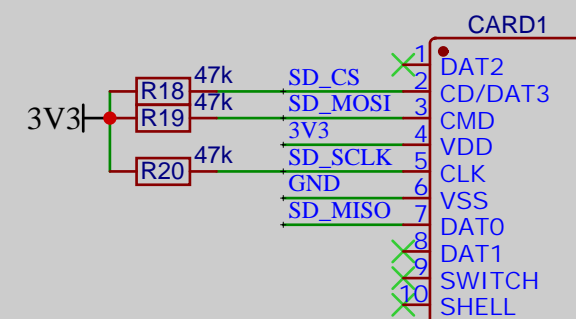 CARD1
1 DAT2
R18 47k SD_CS 2 CD/DAT3
3V3 R19 47k SD_MOSI 3 CMD
3V3 4 VDD
R20 47k SD_SCLK 5 CLK
GND 6 VSS
SD_MISO 7 DAT0
8 DAT1
9 SWITCH
10 SHELL